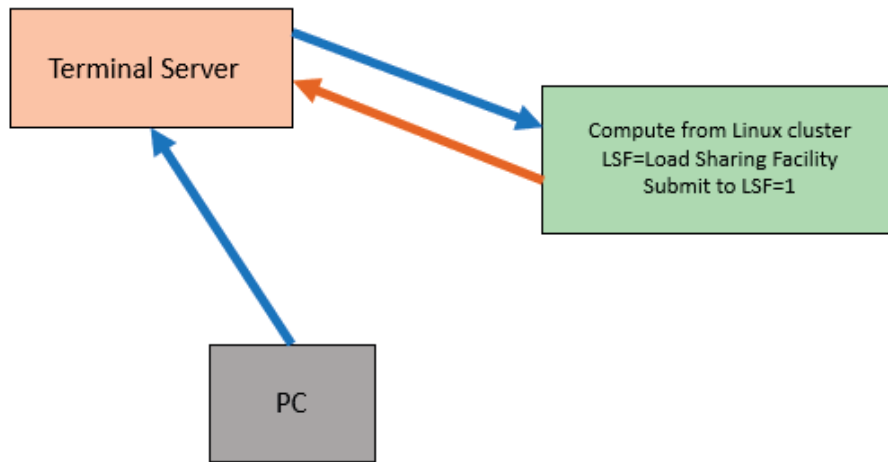 Terminal Server
Compute from Linux cluster
LSF=Load Sharing Facility
Submit to LSF=1
PC